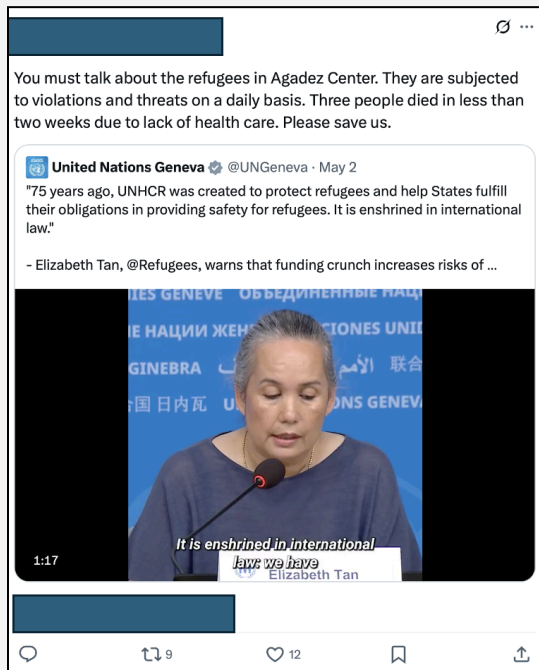 You must talk about the refugees in Agadez Center. They are subjected
to violations and threats on a daily basis. Three people died in less than
two weeks due to lack of health care. Please save us.
United Nations Geneva @UNGeneva · May 2
"75 years ago, UNHCR was created to protect refugees and help States fulfill
their obligations in providing safety for refugees. It is enshrined in international
law."
- Elizabeth Tan, @Refugees, warns that funding crunch increases risks of ...
IES GENEVE ОБЪЕДИНЕННЫЕ НАЦ
Е НАЦИИ ЖЕН CIONES UNI
GINEBRA الأم 联合
国日内瓦 U ONS GENEV
It is enshrined in international
law: we have
1:17
Elizabeth Tan
9 12